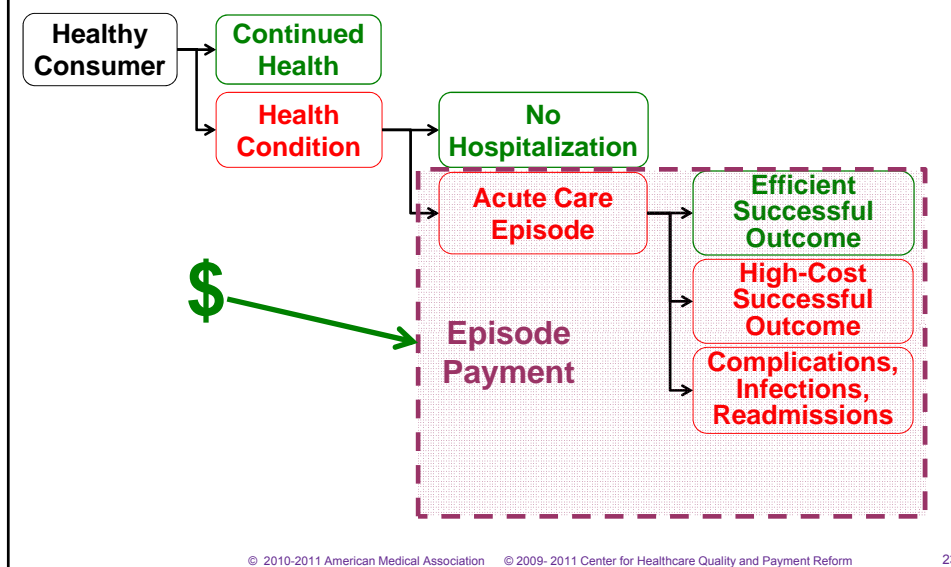 Healthy
Consumer
Continued
Health
Health
Condition
No
Hospitalization
Acute Care
Episode
Efficient
Successful
Outcome
High-Cost
Successful
Outcome
Complications,
Infections,
Readmissions
$
Episode
Payment
© 2010-2011 American Medical Association © 2009- 2011 Center for Healthcare Quality and Payment Reform